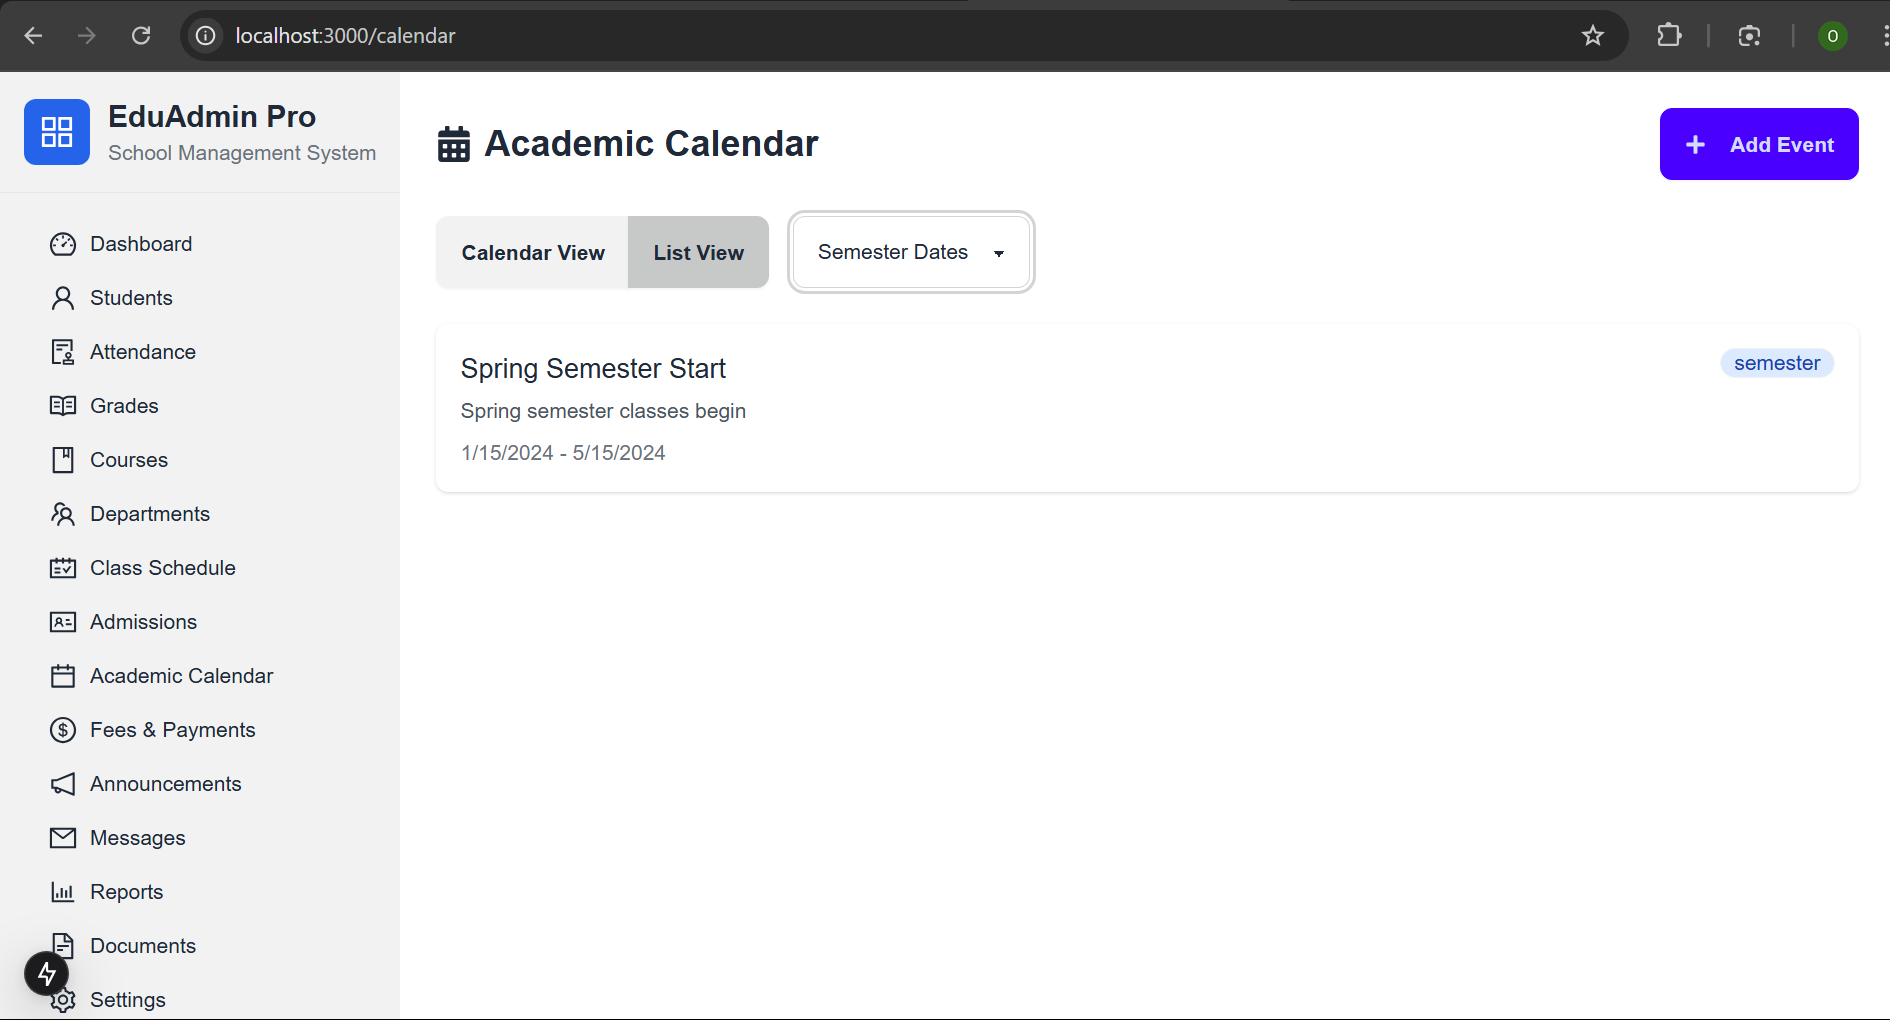 localhost:3000/calendar
O
EduAdmin Pro
School Management System
Dashboard
Students
Attendance
Grades
Courses
Departments
Class Schedule
Admissions
Academic Calendar
Fees & Payments
Announcements
Messages
Reports
Documents
Settings
Academic Calendar
+ Add Event
Calendar View
List View
Semester Dates
Spring Semester Start
semester
Spring semester classes begin
1/15/2024 - 5/15/2024